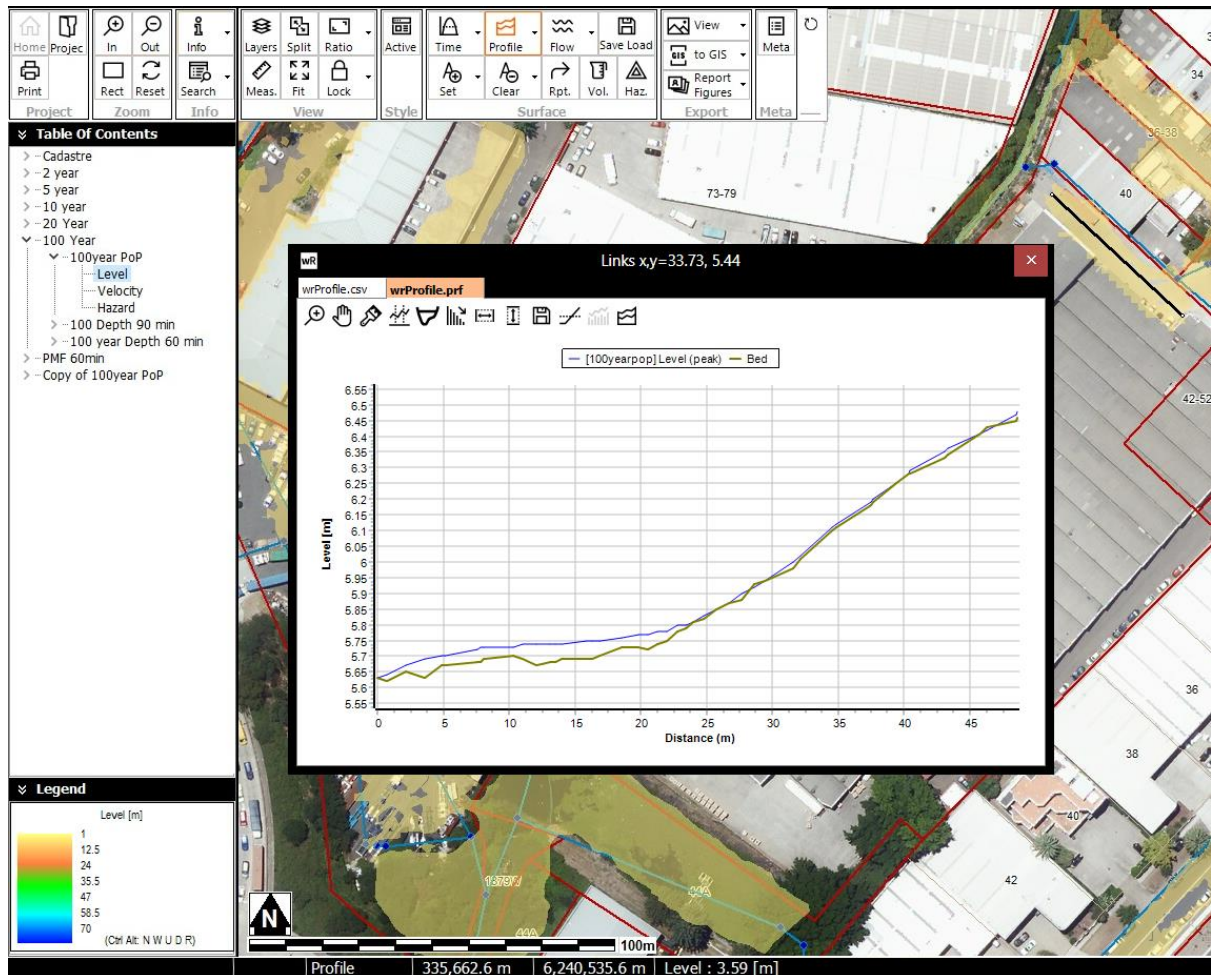 Home Projec
Print
Project
In Out
Rect Reset
Zoom
Info
Search
Info
Layers Split Ratio
Meas. Fit Lock
View
Active
Style
Time Profile Flow Save Load
Set Clear Rpt. Vol. Haz.
Surface
View
GIS to GIS
Report
Figures
Export
Meta
Meta
Table Of Contents
Cadastre
2 year
5 year
10 year
20 Year
100 Year
100year PoP
Level
Velocity
Hazard
100 Depth 90 min
100 year Depth 60 min
PMF 60min
Copy of 100year PoP
Legend
Level [m]
1
12.5
24
35.5
47
58.5
70
(Ctrl Alt: N W U D R)
34
36-38
40
73-79
42-52
36
38
40
42
44A
1879W
44A
wR
Links x,y=33.73, 5.44
wrProfile.csv wrProfile.prf
[100yearpop] Level (peak) Bed
6.55
6.5
6.45
6.4
6.35
6.3
6.25
6.2
6.15
6.1
6.05
6
5.95
5.9
5.85
5.8
5.75
5.7
5.65
5.6
5.55
Level [m]
0 5 10 15 20 25 30 35 40 45
Distance (m)
N
100m
Profile 335,662.6 m 6,240,535.6 m Level : 3.59 [m]